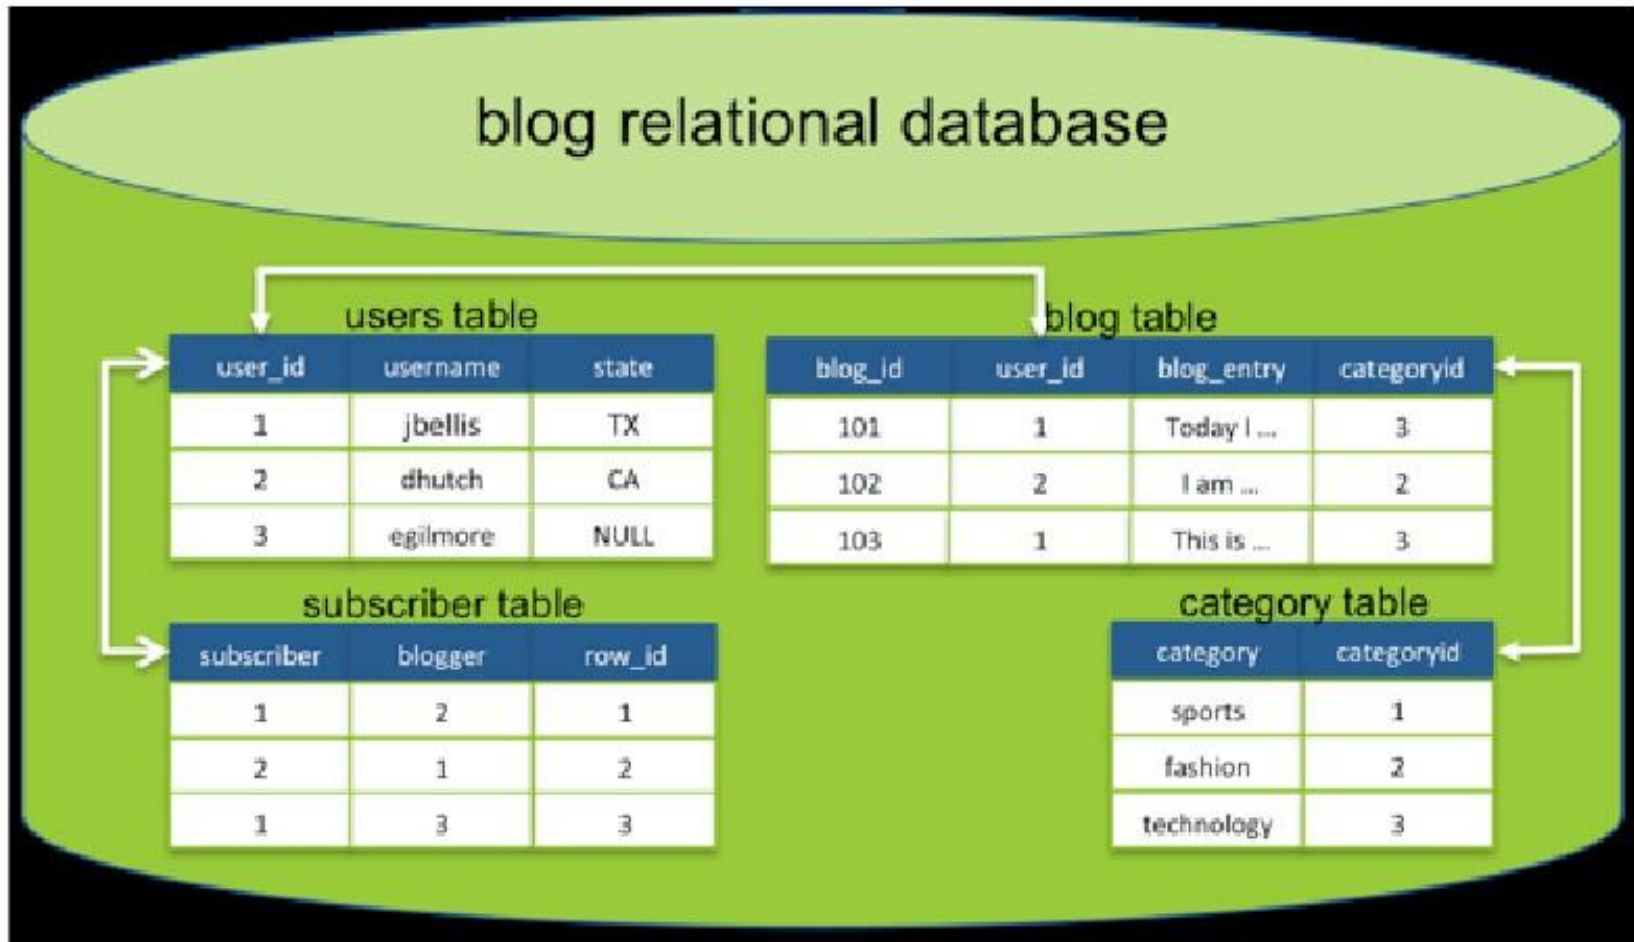 blog relational database
users table
user_id username state
1 jbellis TX
2 dhutch CA
3 egilmore NULL
blog table
blog_id user_id blog_entry categoryid
101 1 Today I ... 3
102 2 I am ... 2
103 1 This is ... 3
subscriber table
subscriber blogger row_id
1 2 1
2 1 2
1 3 3
category table
category categoryid
sports 1
fashion 2
technology 3